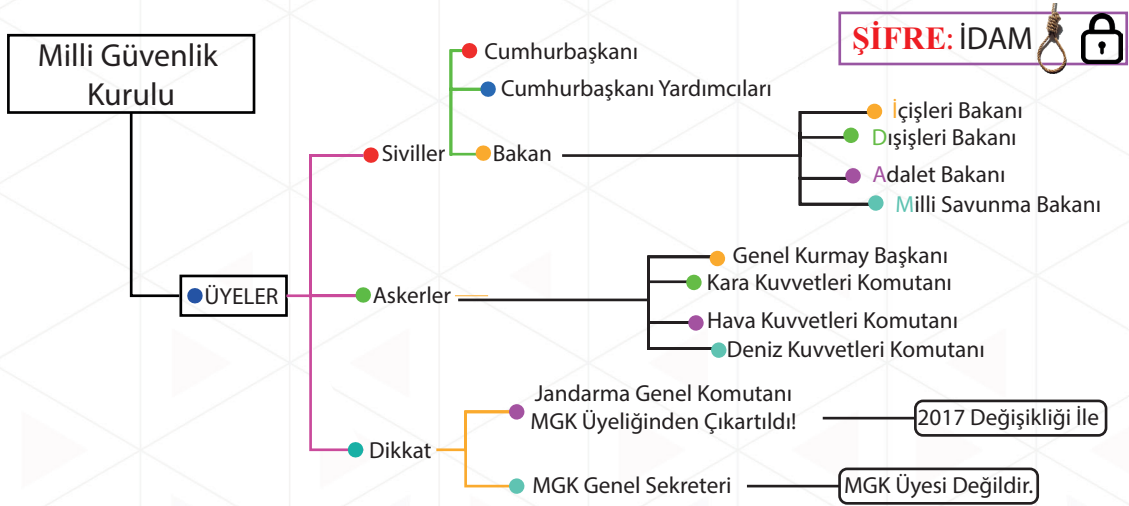 Milli Güvenlik
Kurulu
ŞİFRE: İDAM
ÜYELER
Siviller
Cumhurbaşkanı
Cumhurbaşkanı Yardımcıları
Bakan
İçişleri Bakanı
Dışişleri Bakanı
Adalet Bakanı
Milli Savunma Bakanı
Askerler
Genel Kurmay Başkanı
Kara Kuvvetleri Komutanı
Hava Kuvvetleri Komutanı
Deniz Kuvvetleri Komutanı
Dikkat
Jandarma Genel Komutanı
MGK Üyeliğinden Çıkartıldı!
2017 Değişikliği İle
MGK Genel Sekreteri
MGK Üyesi Değildir.